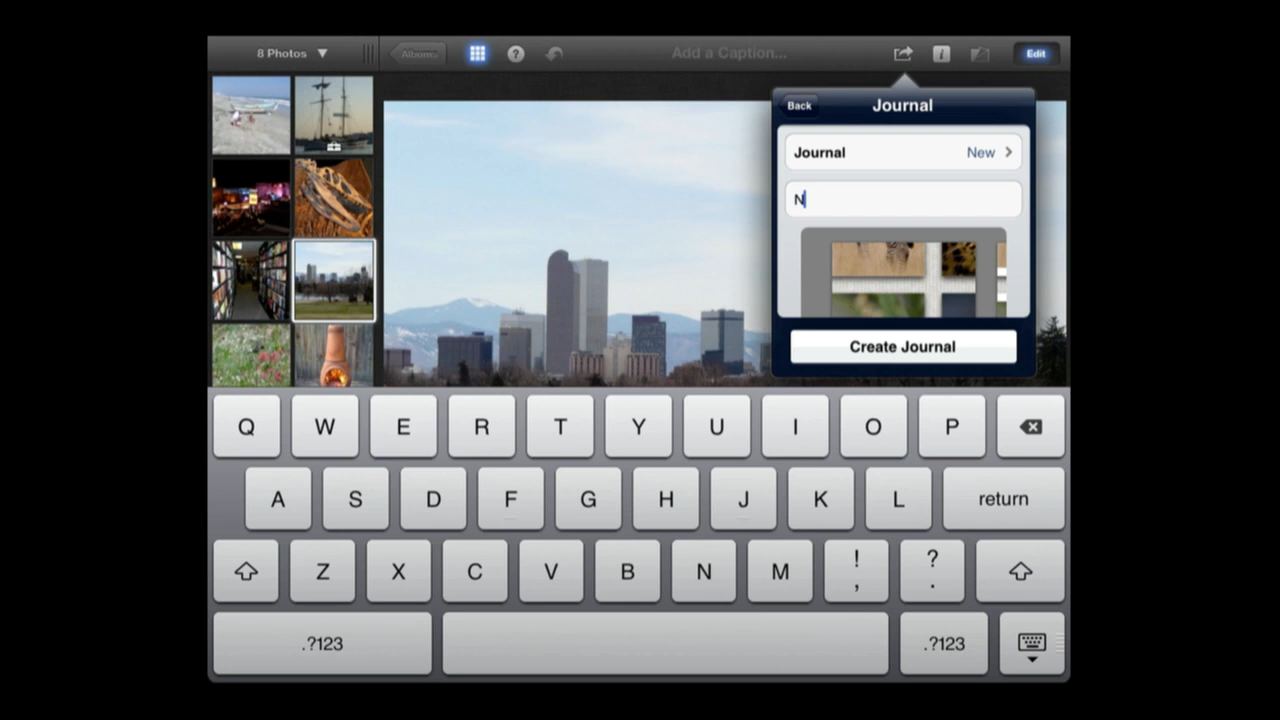 8 Photos ▼ Albums ? Add a Caption... i Edit
Back Journal
Journal New >
N
Create Journal
Q W E R T Y U I O P
A S D F G H J K L return
Z X C V B N M ! , ? .
.?123 .?123